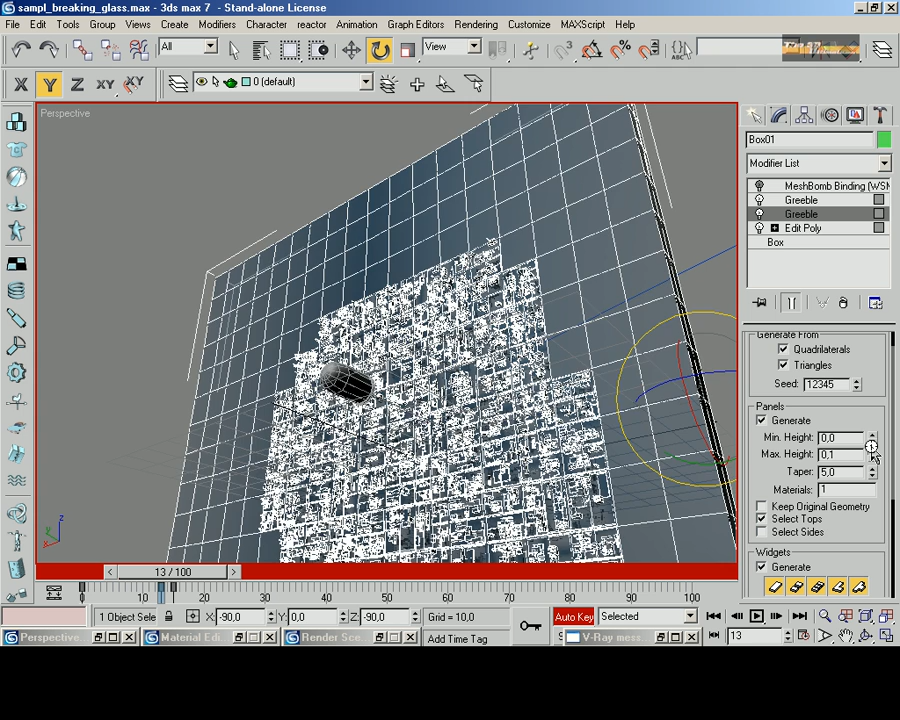 sampl_breaking_glass.max - 3ds max 7 - Stand-alone License
File Edit Tools Group Views Create Modifiers Character reactor Animation Graph Editors Rendering Customize MAXScript Help
All View
X Y Z XY XY 0 (default)
Perspective
Box01
Modifier List
MeshBomb Binding (WSM
Greeble
Greeble
Edit Poly
Box
Generate From
Quadrilaterals
Triangles
Seed: 12345
Panels
Generate
Min. Height: 0,0
Max. Height: 0,1
Taper: 5,0
Materials: 1
Keep Original Geometry
Select Tops
Select Sides
Widgets
Generate
z
y
x
< 13 / 100 >
0 10 20 30 40 50 60 70 80 90 100
1 Object Sele X: -90,0 Y: 0,0 Z: -90,0 Grid = 10,0 Auto Key Selected
Perspective... Material Edi... Render Sce... Add Time Tag V-Ray mess... 13